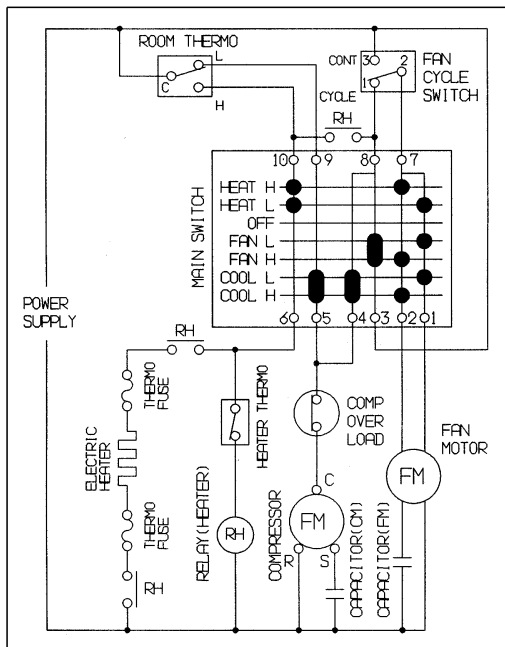 ROOM THERMO
L
C
H
CONT 3
2
1
CYCLE
FAN
CYCLE
SWITCH
RH
10
9
8
7
MAIN SWITCH
HEAT H
HEAT L
OFF
FAN L
FAN H
COOL L
COOL H
6
5
4
3
2
1
POWER
SUPPLY
RH
THERMO
FUSE
ELECTRIC
HEATER
THERMO
FUSE
RH
HEATER THERMO
RELAY(HEATER)
RH
COMP
OVER
LOAD
COMPRESSOR
C
FM
R
S
CAPACITOR(CM)
CAPACITOR(FM)
FAN
MOTOR
FM